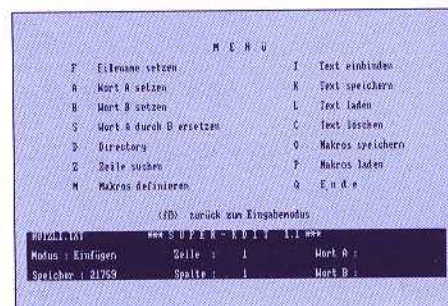 M E N ü
F Filename setzen I Text einbinden
A Wort A setzen K Text speichern
B Wort B setzen L Text laden
S Wort A durch B ersetzen C Text löschen
D Directory O Makros speichern
Z Zeile suchen P Makros laden
M Makros definieren Q E n d e
<f8> zurück zum Eingabemodus
*** S U P E R - E D I T 1.1 ***
Modus : Einfügen Zeile : 1 Wort A :
Speicher : 21759 Spalte : 1 Wort B :